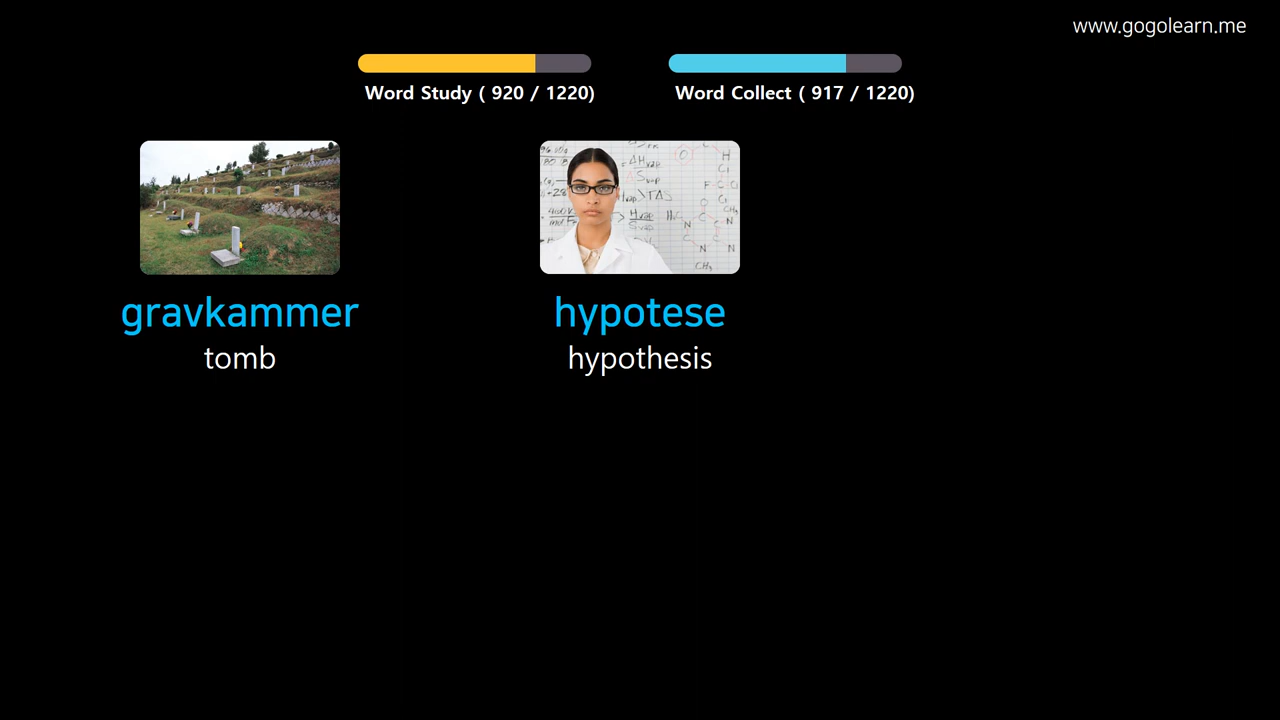 www.gogolearn.me
Word Study ( 920 / 1220)
Word Collect ( 917 / 1220)
gravkammer
tomb
hypotese
hypothesis